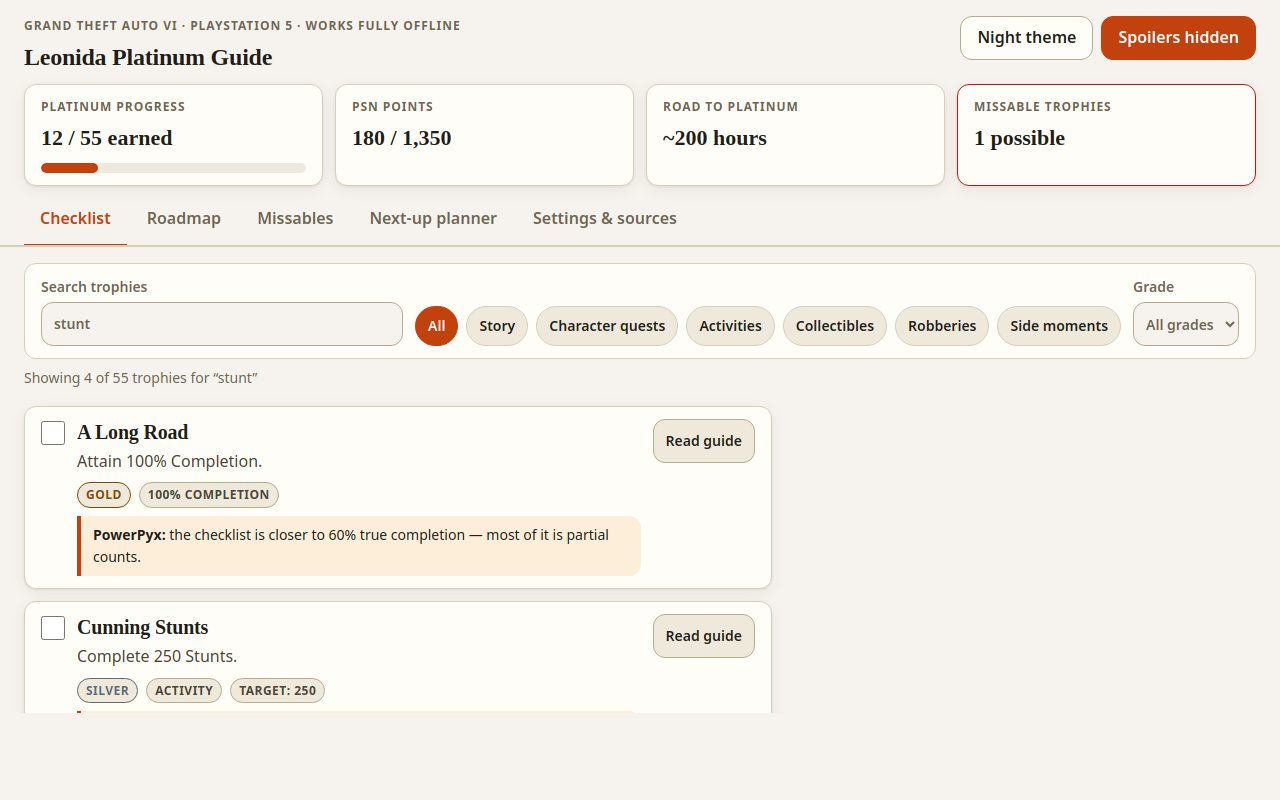 GRAND THEFT AUTO VI · PLAYSTATION 5 · WORKS FULLY OFFLINE
Leonida Platinum Guide
Night theme
Spoilers hidden
PLATINUM PROGRESS
12 / 55 earned
PSN POINTS
180 / 1,350
ROAD TO PLATINUM
~200 hours
MISSABLE TROPHIES
1 possible
Checklist
Roadmap
Missables
Next-up planner
Settings & sources
Search trophies
stunt
All
Story
Character quests
Activities
Collectibles
Robberies
Side moments
Grade
All grades
Showing 4 of 55 trophies for “stunt”
A Long Road
Attain 100% Completion.
GOLD
100% COMPLETION
PowerPyx: the checklist is closer to 60% true completion — most of it is partial
counts.
Read guide
Cunning Stunts
Complete 250 Stunts.
SILVER
ACTIVITY
TARGET: 250
Read guide